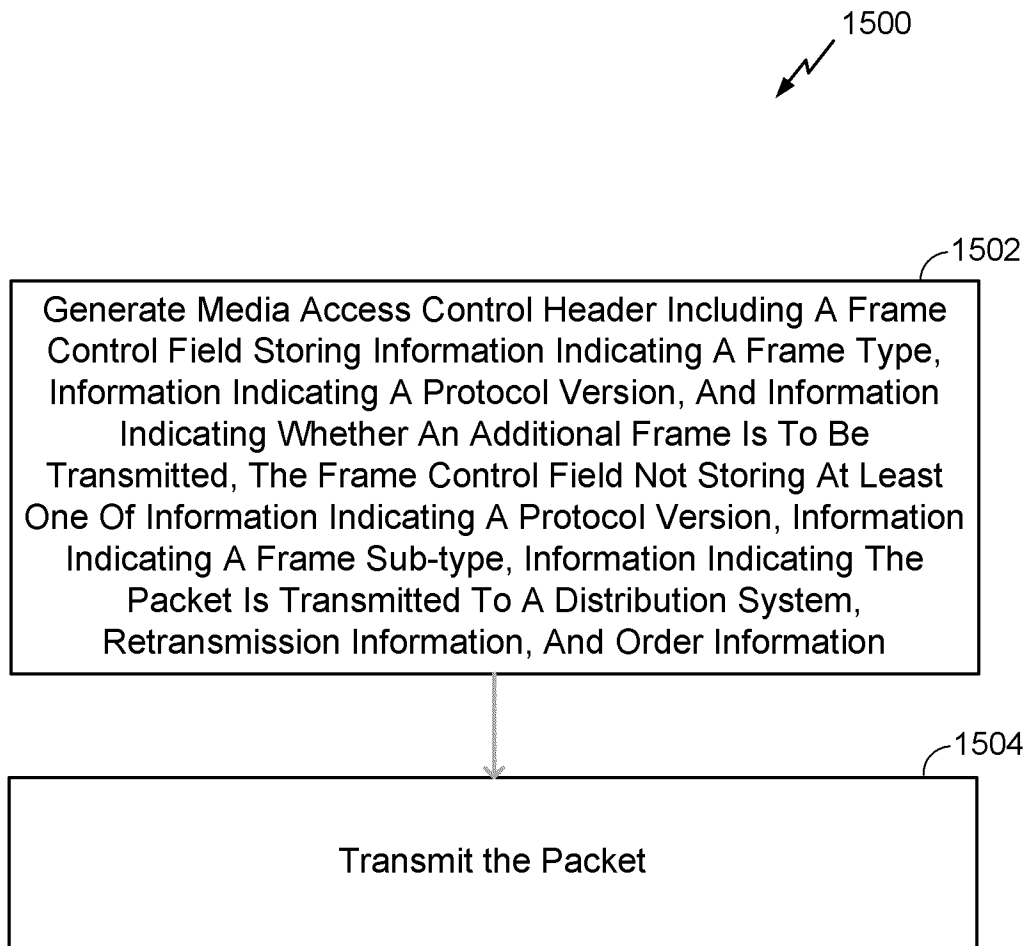 1500
1502
Generate Media Access Control Header Including A Frame
Control Field Storing Information Indicating A Frame Type,
Information Indicating A Protocol Version, And Information
Indicating Whether An Additional Frame Is To Be
Transmitted, The Frame Control Field Not Storing At Least
One Of Information Indicating A Protocol Version, Information
Indicating A Frame Sub-type, Information Indicating The
Packet Is Transmitted To A Distribution System,
Retransmission Information, And Order Information
1504
Transmit the Packet